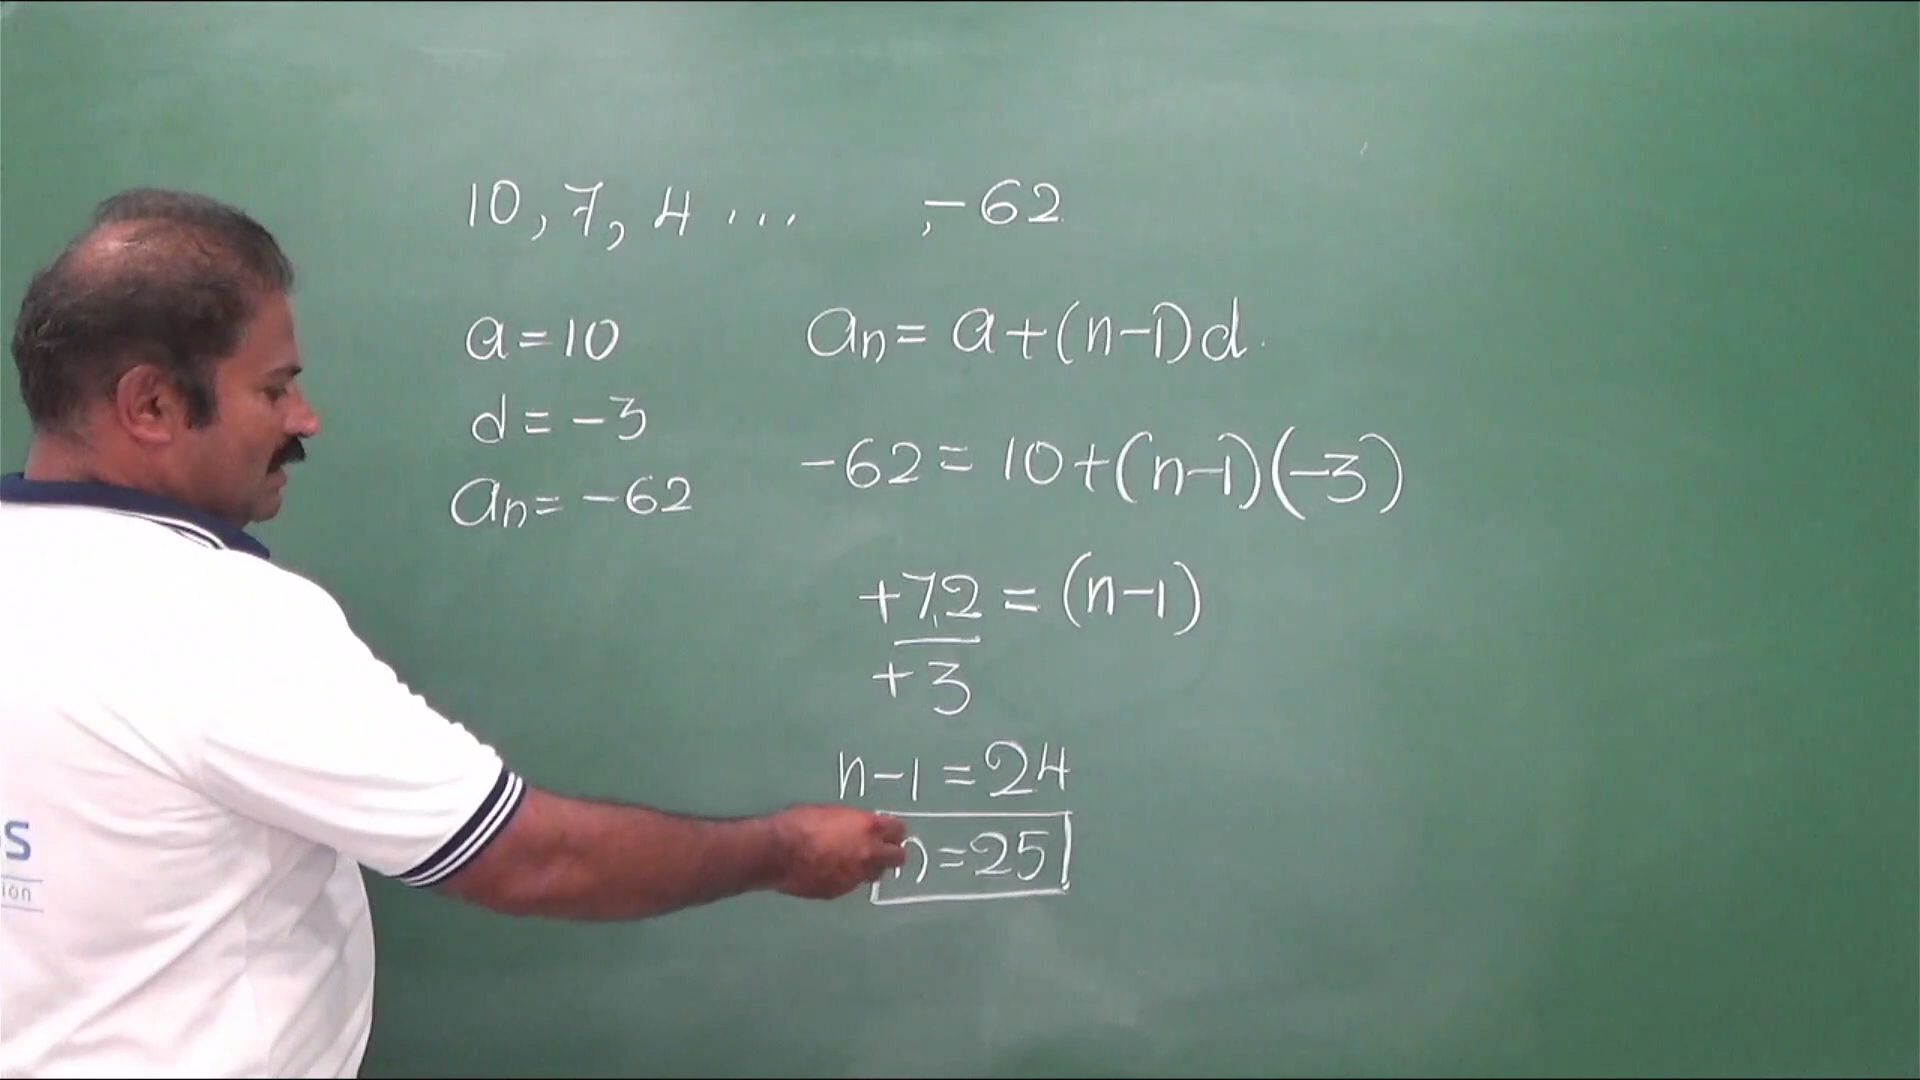 10, 7, 4 ... , -62
a = 10
d = -3
an = -62
an = a + (n-1)d.
-62 = 10 + (n-1)(-3)
+72 = (n-1)
+3
n-1 = 24
n = 25
s
ion